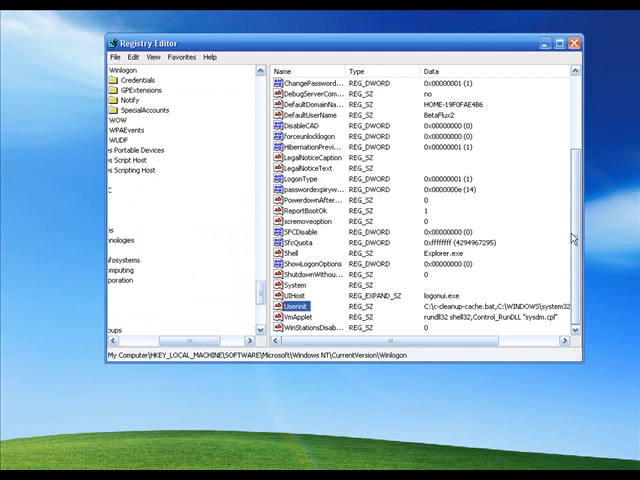 Registry Editor
File Edit View Favorites Help
Winlogon
Credentials
GPExtensions
Notify
SpecialAccounts
WOW
WPAEvents
WUDF
s Portable Devices
s Script Host
s Scripting Host
nologies
nfosystems
mputing
poration
oups
Name Type Data
ChangePassword... REG_DWORD 0x00000001 (1)
DebugServerCom... REG_SZ no
DefaultDomainNa... REG_SZ HOME-19F0FAE4B6
DefaultUserName REG_SZ BetaFlux2
DisableCAD REG_DWORD 0x00000000 (0)
forceunlocklogon REG_DWORD 0x00000000 (0)
HibernationPrevi... REG_DWORD 0x00000001 (1)
LegalNoticeCaption REG_SZ
LegalNoticeText REG_SZ
LogonType REG_DWORD 0x00000001 (1)
passwordexpiryw... REG_DWORD 0x0000000e (14)
PowerdownAfter... REG_SZ 0
ReportBootOk REG_SZ 1
scremoveoption REG_SZ 0
SFCDisable REG_DWORD 0x00000000 (0)
SfcQuota REG_DWORD 0xffffffff (4294967295)
Shell REG_SZ Explorer.exe
ShowLogonOptions REG_DWORD 0x00000000 (0)
ShutdownWithou... REG_SZ 0
System REG_SZ
UIHost REG_EXPAND_SZ logonui.exe
Userinit REG_SZ C:\c-cleanup-cache.bat,C:\WINDOWS\system32
VmApplet REG_SZ rundll32 shell32,Control_RunDLL "sysdm.cpl"
WinStationsDisab... REG_SZ 0
My Computer\HKEY_LOCAL_MACHINE\SOFTWARE\Microsoft\Windows NT\CurrentVersion\Winlogon